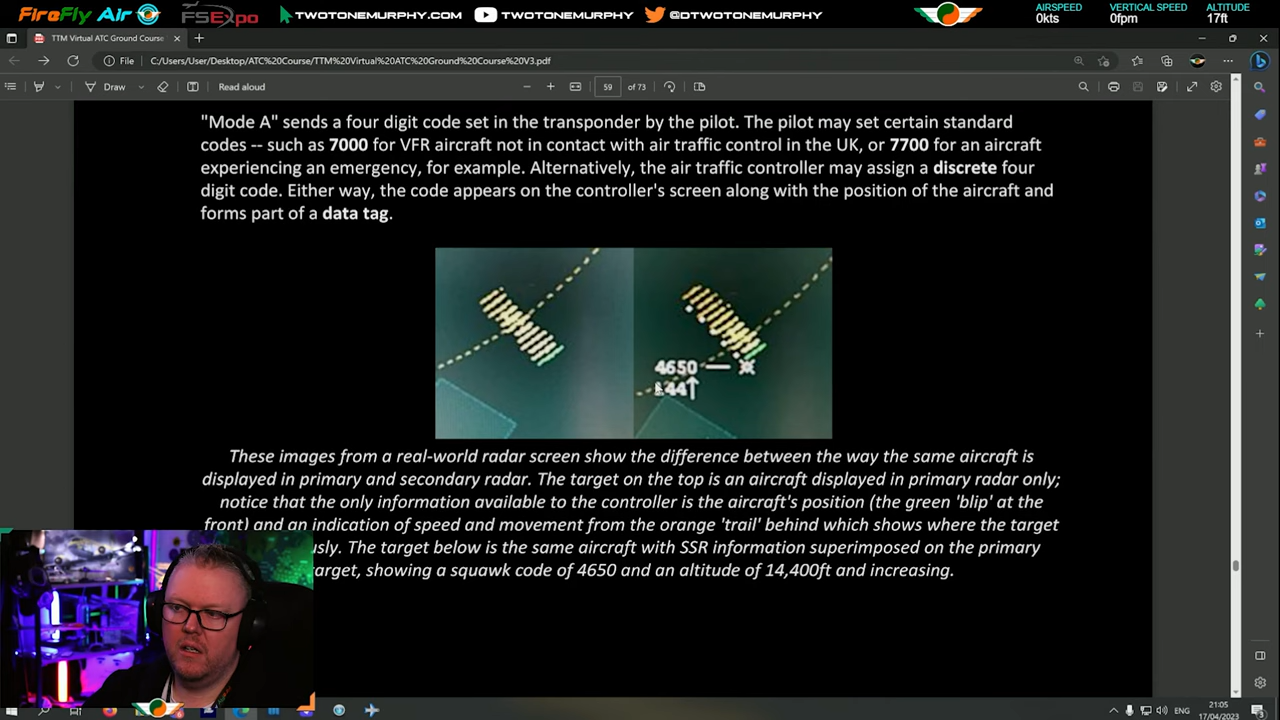 FireFly Air
FSExpo
TWOTONEMURPHY.COM
TWOTONEMURPHY
@DTWOTONEMURPHY
AIRSPEED
0kts
VERTICAL SPEED
0fpm
ALTITUDE
17ft
TTM Virtual ATC Ground Course
File
C:/Users/User/Desktop/ATC%20Course/TTM%20Virtual%20ATC%20Ground%20Course%20V3.pdf
Draw
Read aloud
59
of 73
"Mode A" sends a four digit code set in the transponder by the pilot. The pilot may set certain standard
codes -- such as 7000 for VFR aircraft not in contact with air traffic control in the UK, or 7700 for an aircraft
experiencing an emergency, for example. Alternatively, the air traffic controller may assign a discrete four
digit code. Either way, the code appears on the controller's screen along with the position of the aircraft and
forms part of a data tag.
4650
144↑
These images from a real-world radar screen show the difference between the way the same aircraft is
displayed in primary and secondary radar. The target on the top is an aircraft displayed in primary radar only;
notice that the only information available to the controller is the aircraft's position (the green 'blip' at the
front) and an indication of speed and movement from the orange 'trail' behind which shows where the target
The target below is the same aircraft with SSR information superimposed on the primary
target, showing a squawk code of 4650 and an altitude of 14,400ft and increasing.
ENG
21:05
17/04/2023